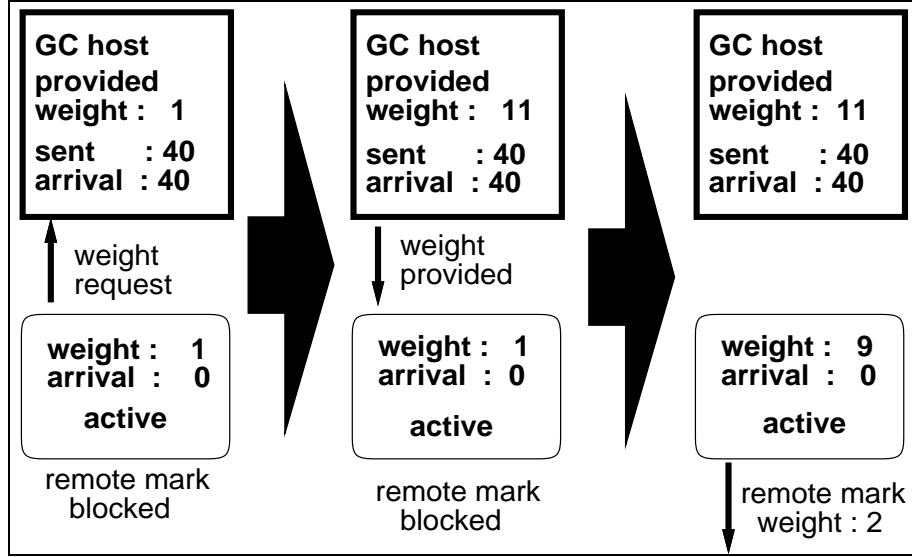 GC host
provided
weight : 1
sent : 40
arrival : 40
weight
request
weight : 1
arrival : 0
active
remote mark
blocked
GC host
provided
weight : 11
sent : 40
arrival : 40
weight
provided
weight : 1
arrival : 0
active
remote mark
blocked
GC host
provided
weight : 11
sent : 40
arrival : 40
weight : 9
arrival : 0
active
remote mark
weight : 2